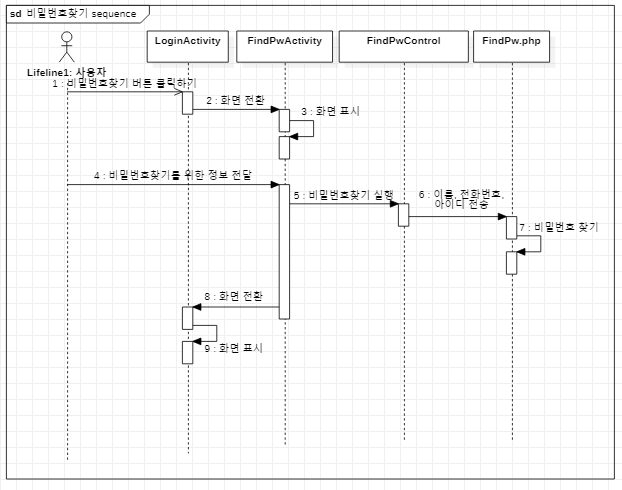 sd 비밀번호찾기 sequence
LoginActivity
FindPwActivity
FindPwControl
FindPw.php
Lifeline1: 사용자
1 : 비밀번호찾기 버튼 클릭하기
2 : 화면 전환
3 : 화면 표시
4 : 비밀번호찾기를 위한 정보 전달
5 : 비밀번호찾기 실행
6 : 이름, 전화번호,
아이디 전송
7 : 비밀번호 찾기
8 : 화면 전환
9 : 화면 표시